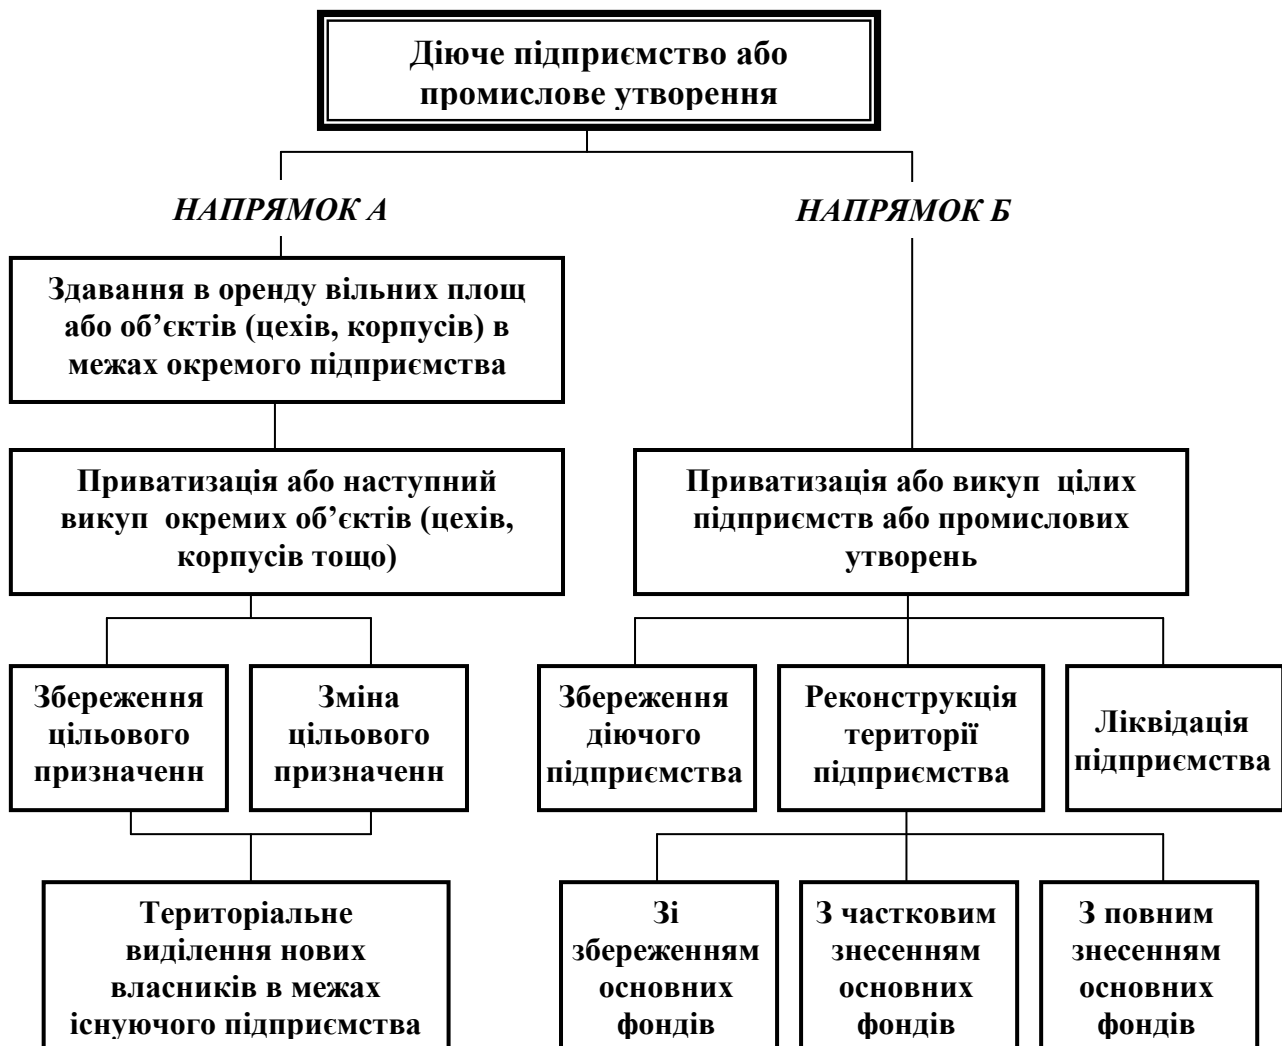 Діюче підприємство або
промислове утворення
НАПРЯМОК А
НАПРЯМОК Б
Здавання в оренду вільних площ
або об’єктів (цехів, корпусів) в
межах окремого підприємства
Приватизація або наступний
викуп окремих об’єктів (цехів,
корпусів тощо)
Приватизація або викуп цілих
підприємств або промислових
утворень
Збереження
цільового
призначенн
Зміна
цільового
призначенн
Збереження
діючого
підприємства
Реконструкція
території
підприємства
Ліквідація
підприємства
Територіальне
виділення нових
власників в межах
існуючого підприємства
Зі
збереженням
основних
фондів
З частковим
знесенням
основних
фондів
З повним
знесенням
основних
фондів